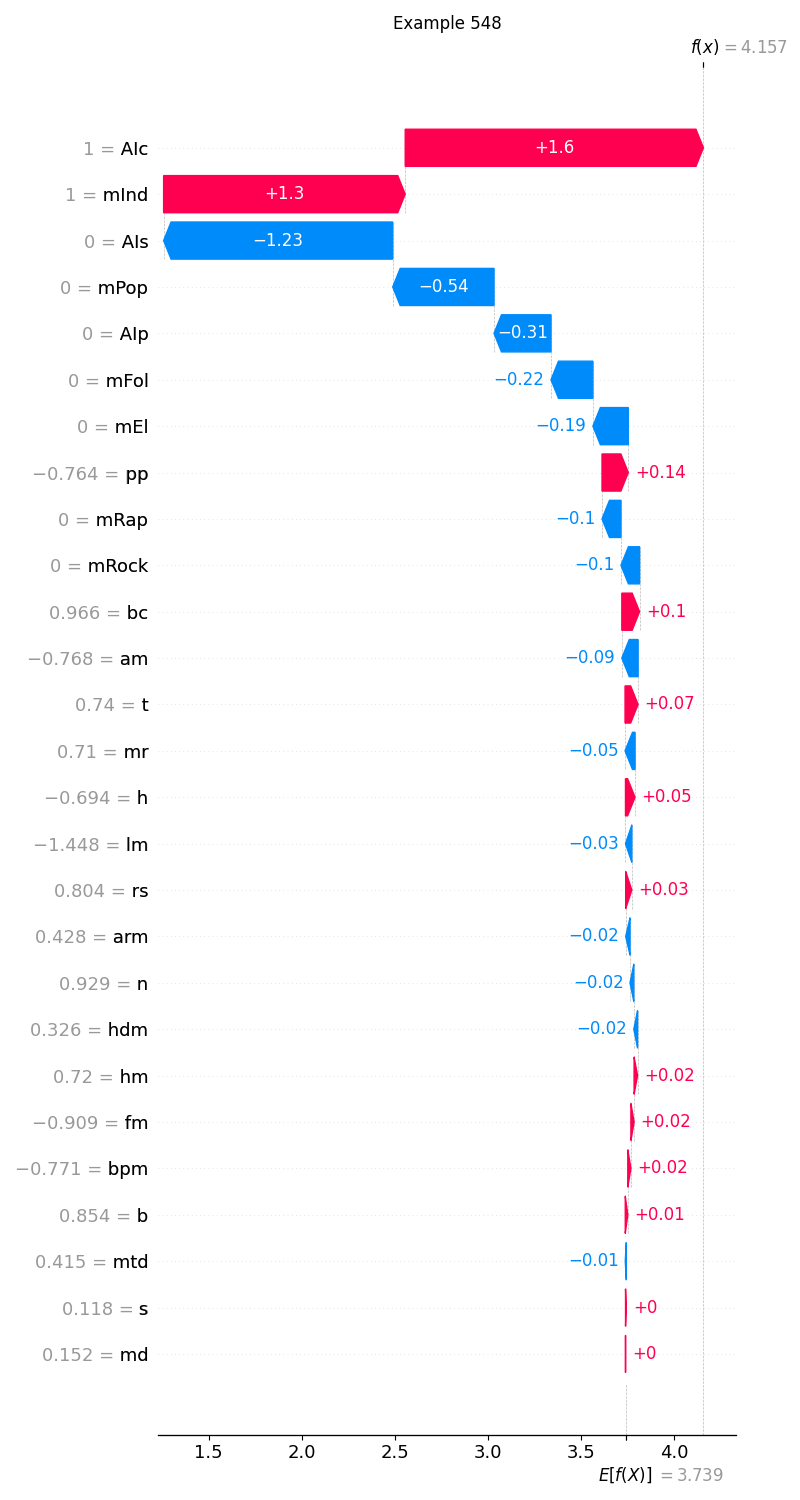 Example 548
f(x) = 4.157
1 = AIc +1.6
1 = mInd +1.3
0 = AIs −1.23
0 = mPop −0.54
0 = AIp −0.31
0 = mFol −0.22
0 = mEl −0.19
−0.764 = pp +0.14
0 = mRap −0.1
0 = mRock −0.1
0.966 = bc +0.1
−0.768 = am −0.09
0.74 = t +0.07
0.71 = mr −0.05
−0.694 = h +0.05
−1.448 = lm −0.03
0.804 = rs +0.03
0.428 = arm −0.02
0.929 = n −0.02
0.326 = hdm −0.02
0.72 = hm +0.02
−0.909 = fm +0.02
−0.771 = bpm +0.02
0.854 = b +0.01
0.415 = mtd −0.01
0.118 = s +0
0.152 = md +0
1.5 2.0 2.5 3.0 3.5 4.0
E[f(X)] = 3.739